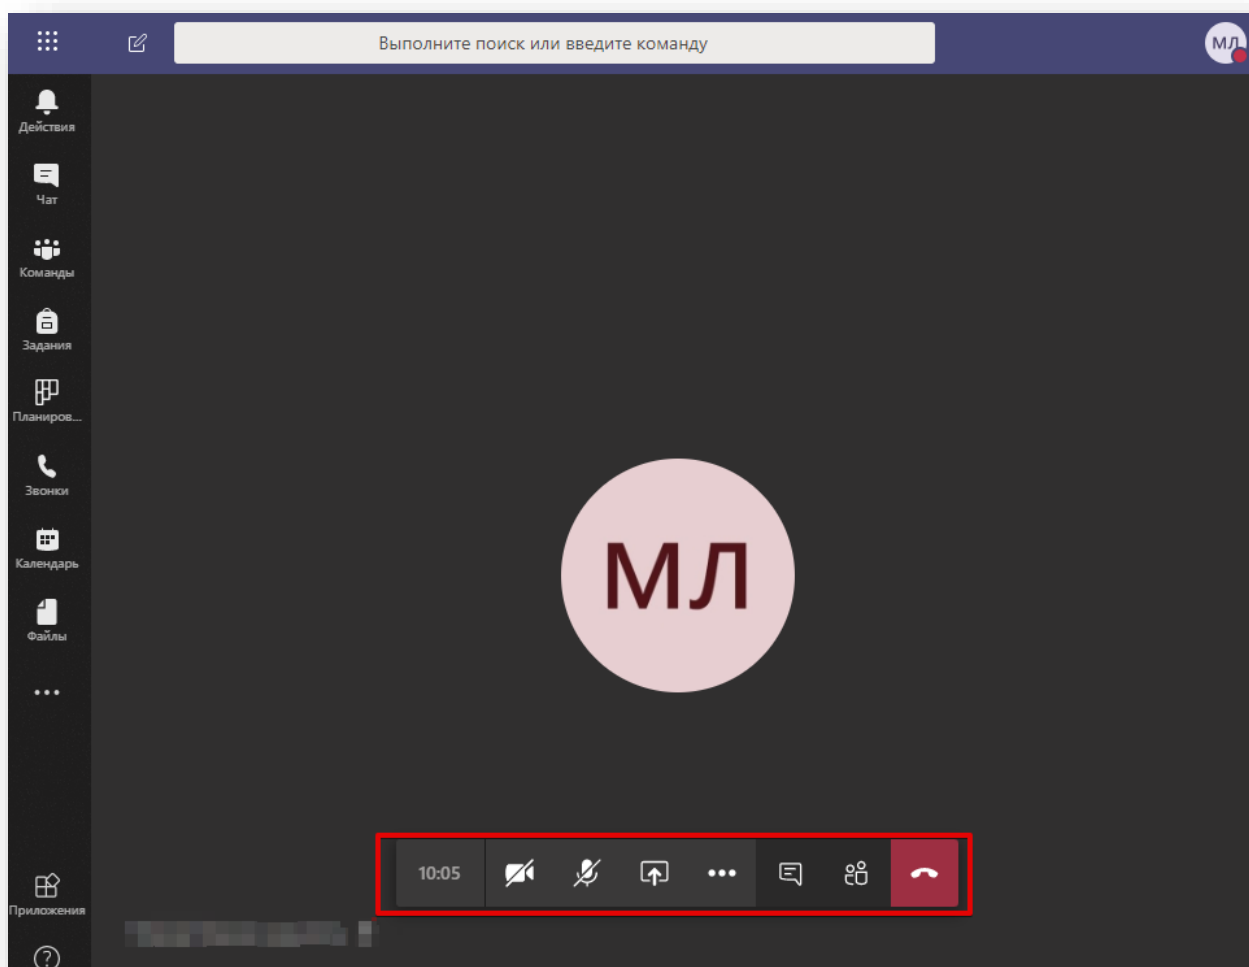 Выполните поиск или введите команду
МЛ
Действия
Чат
Команды
Задания
Планиров...
Звонки
Календарь
Файлы
МЛ
10:05
Приложения